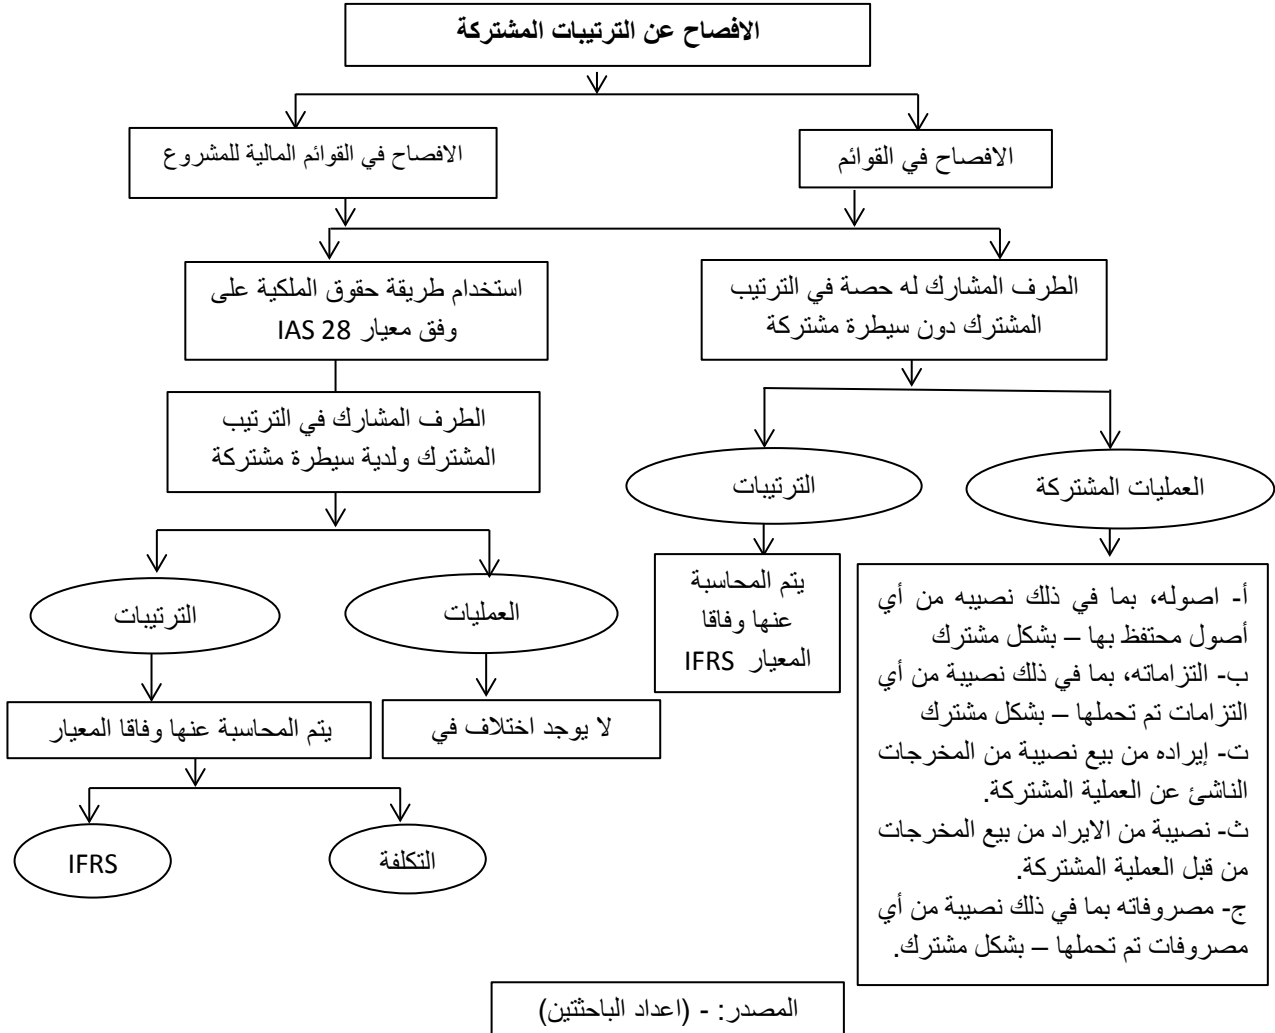 الافصاح عن الترتيبات المشتركة
الافصاح في القوائم
الافصاح في القوائم المالية للمشروع
الطرف المشارك له حصة في الترتيب
المشترك دون سيطرة مشتركة
استخدام طريقة حقوق الملكية على
وفق معيار IAS 28
الطرف المشارك في الترتيب
المشترك ولدية سيطرة مشتركة
العمليات المشتركة
الترتيبات
العمليات
الترتيبات
أ- اصوله، بما في ذلك نصيبه من أي
أصول محتفظ بها – بشكل مشترك
ب- التزاماته، بما في ذلك نصيبة من أي
التزامات تم تحملها – بشكل مشترك
ت- إيراده من بيع نصيبة من المخرجات
الناشئ عن العملية المشتركة.
ث- نصيبة من الايراد من بيع المخرجات
من قبل العملية المشتركة.
ج- مصروفاته بما في ذلك نصيبة من أي
مصروفات تم تحملها – بشكل مشترك.
يتم المحاسبة
عنها وفاقا
المعيار IFRS
لا يوجد اختلاف في
يتم المحاسبة عنها وفاقا المعيار
التكلفة
IFRS
المصدر: - (اعداد الباحثتين)